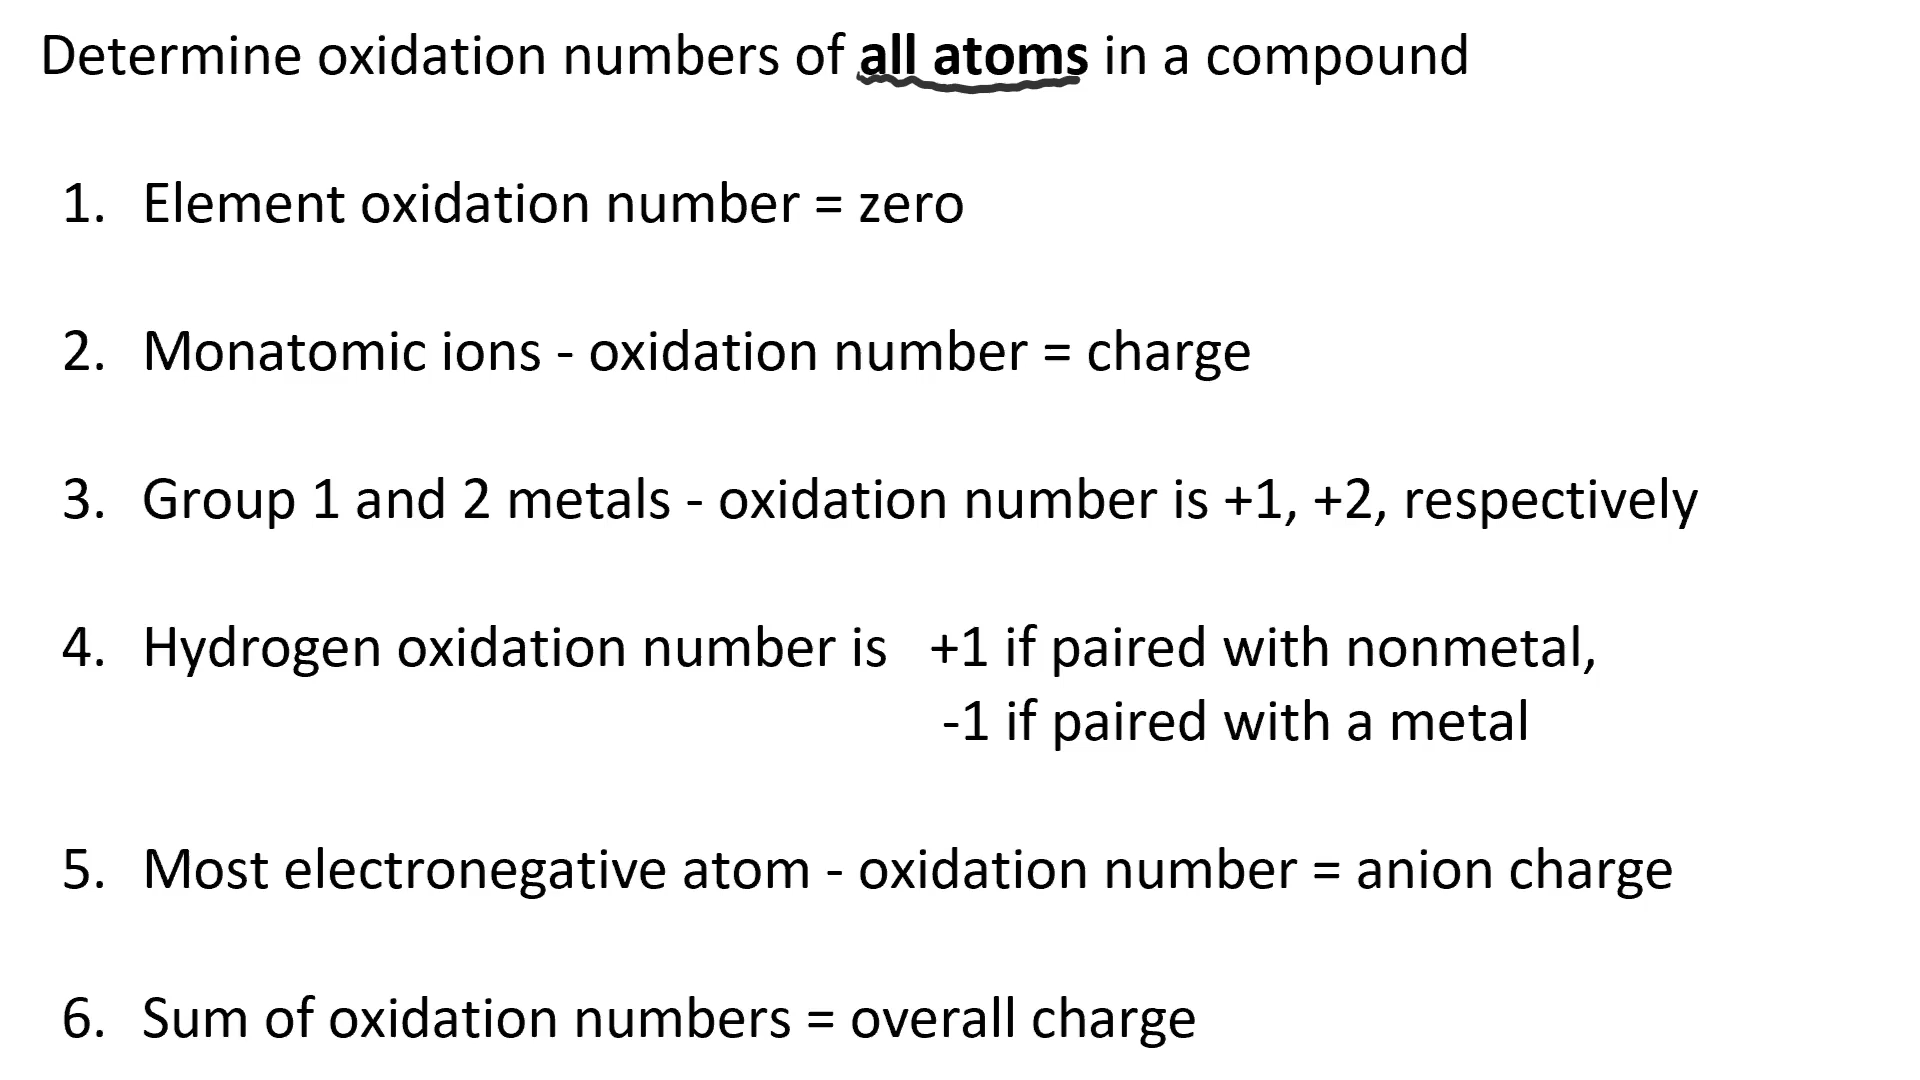 Determine oxidation numbers of all atoms in a compound
1. Element oxidation number = zero
2. Monatomic ions - oxidation number = charge
3. Group 1 and 2 metals - oxidation number is +1, +2, respectively
4. Hydrogen oxidation number is +1 if paired with nonmetal,
-1 if paired with a metal
5. Most electronegative atom - oxidation number = anion charge
6. Sum of oxidation numbers = overall charge